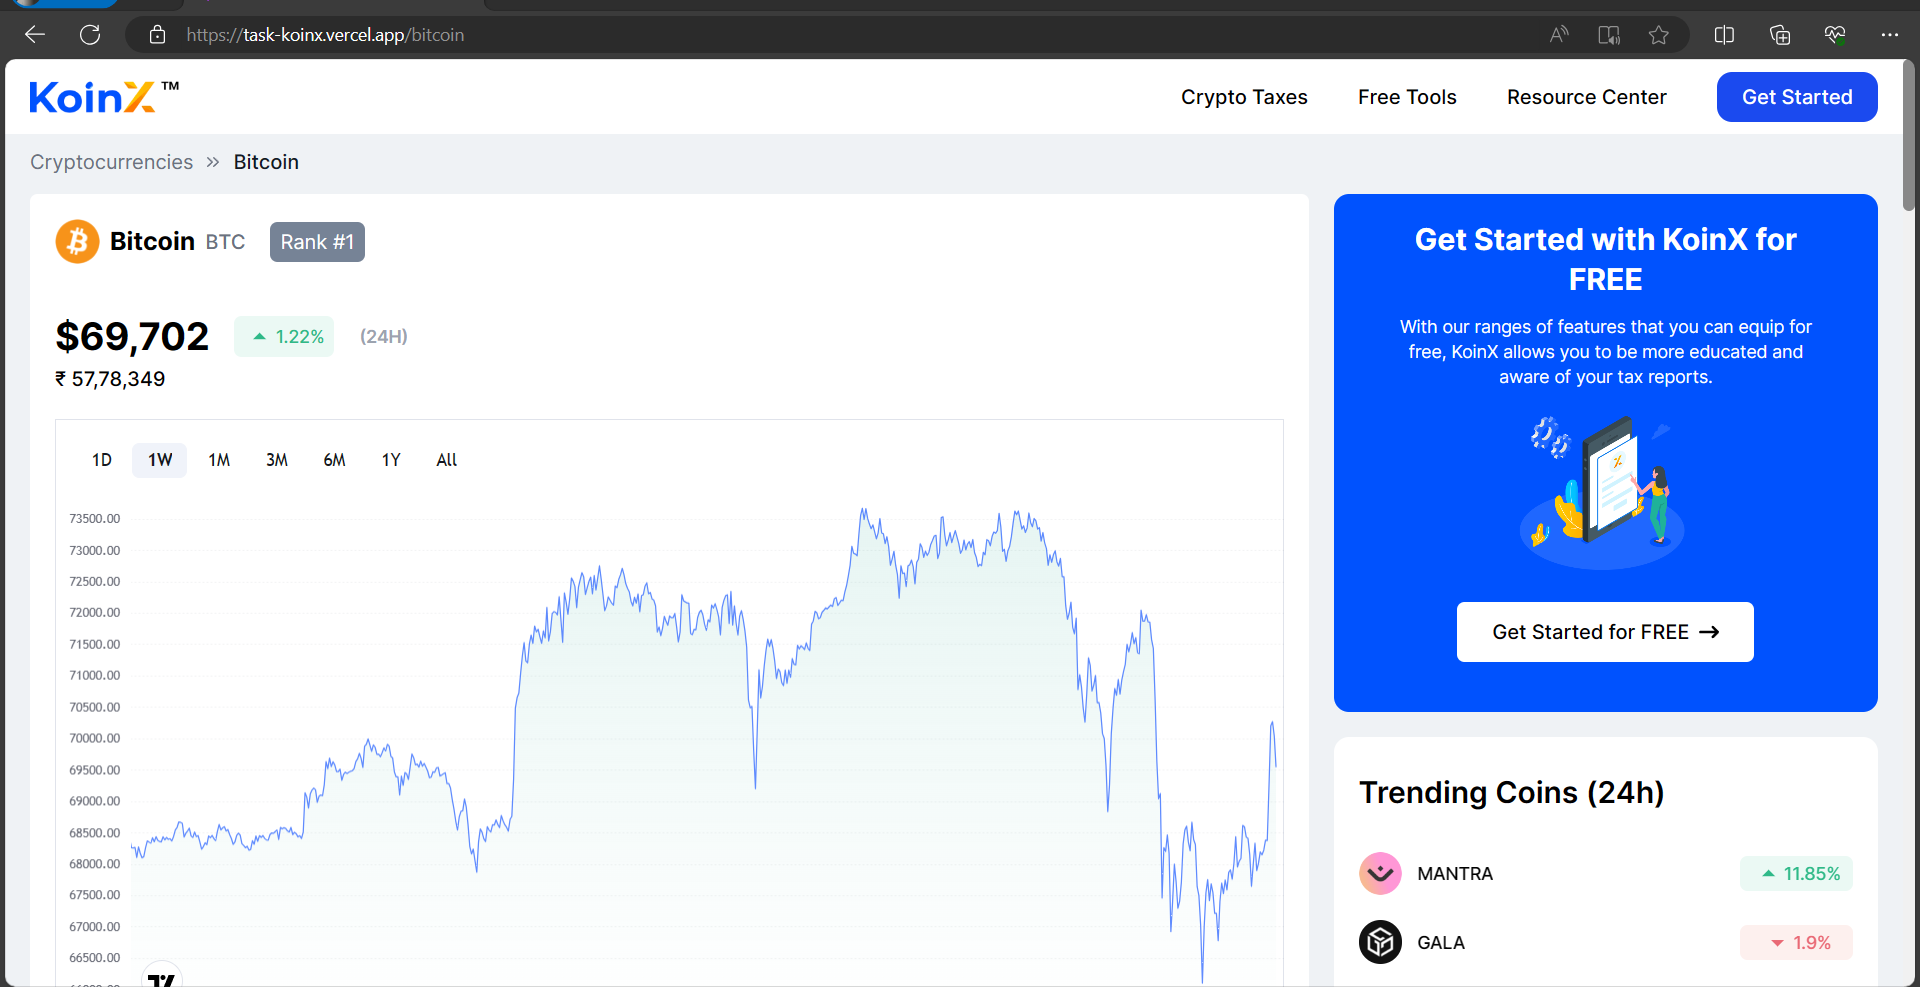 https://task-koinx.vercel.app/bitcoin
KoinX™
Crypto Taxes
Free Tools
Resource Center
Get Started
Cryptocurrencies » Bitcoin
Bitcoin BTC Rank #1
$69,702 1.22% (24H)
₹ 57,78,349
1D 1W 1M 3M 6M 1Y All
73500.00
73000.00
72500.00
72000.00
71500.00
71000.00
70500.00
70000.00
69500.00
69000.00
68500.00
68000.00
67500.00
67000.00
66500.00
Get Started with KoinX for
FREE
With our ranges of features that you can equip for
free, KoinX allows you to be more educated and
aware of your tax reports.
Get Started for FREE →
Trending Coins (24h)
MANTRA 11.85%
GALA 1.9%